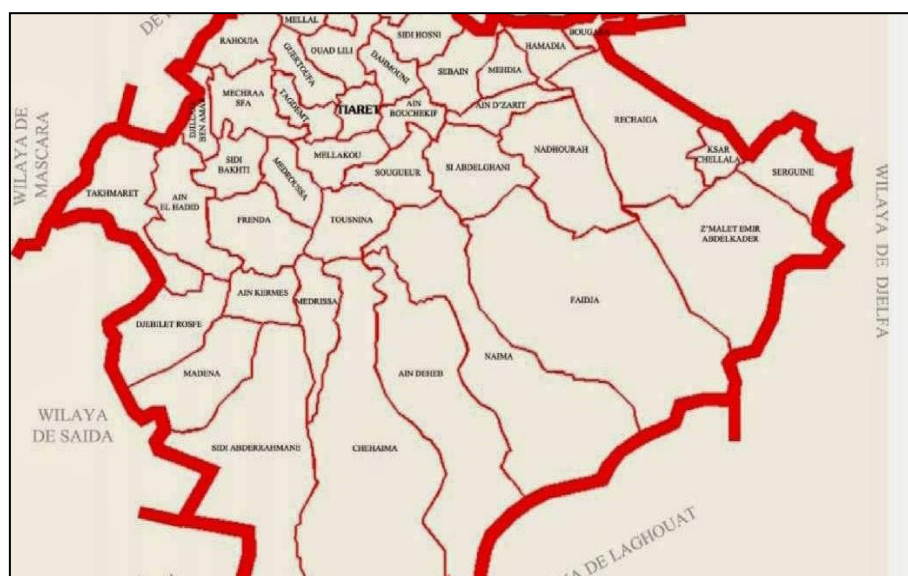 DE
MELLAL
SIDI HOSNI
BOUGARA
RAHOUIA
GUERTOUFA
OUAD LILI
HAMADIA
DAHMOUNI
SEBAIN
MEHDIA
MECHRAA
SFA
TAGDEMT
TIARET
AIN
BOUCHEKIF
AIN D'ZARIT
RECHAIGA
DJILLALI
BEN AMAR
WILAYA DE
MASCARA
SIDI
BAKHTI
MEDROUSSA
MELLAKOU
SOUGUEUR
SI ABDELGHANI
NADHOURAH
KSAR
CHELLALA
SERGUINE
TAKHMARET
AIN
EL HADID
FRENDA
TOUSNINA
Z'MALET EMIR
ABDELKADER
WILAYA DE DJELFA
AIN KERMES
MEDRISSA
FAIDJA
DJEBILET ROSFE
NAIMA
MADENA
AIN DEHEB
WILAYA
DE SAIDA
SIDI ABDERRAHMANE
CHEHAIMA
YA DE LAGHOUAT